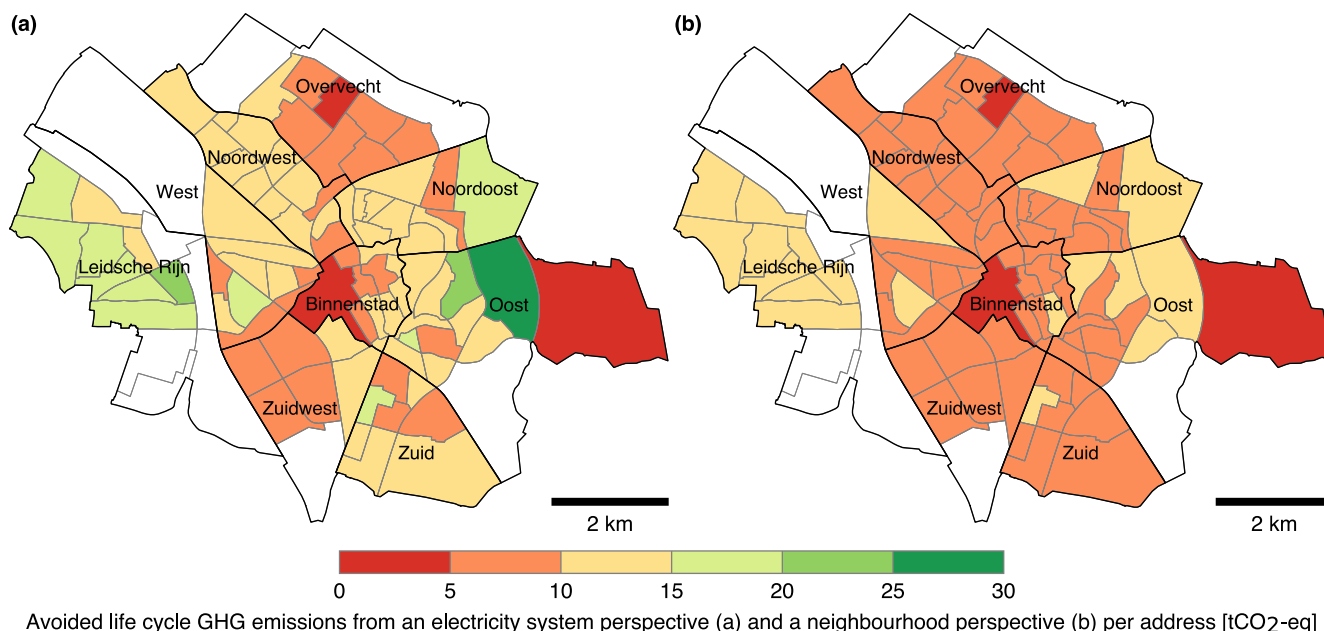 (a)
Overvecht
Noordwest
Noordoost
West
Leidsche Rijn
Binnenstad
Oost
Zuidwest
Zuid
2 km
(b)
Overvecht
Noordwest
Noordoost
West
Leidsche Rijn
Binnenstad
Oost
Zuidwest
Zuid
2 km
0 5 10 15 20 25 30
Avoided life cycle GHG emissions from an electricity system perspective (a) and a neighbourhood perspective (b) per address [tCO2-eq]